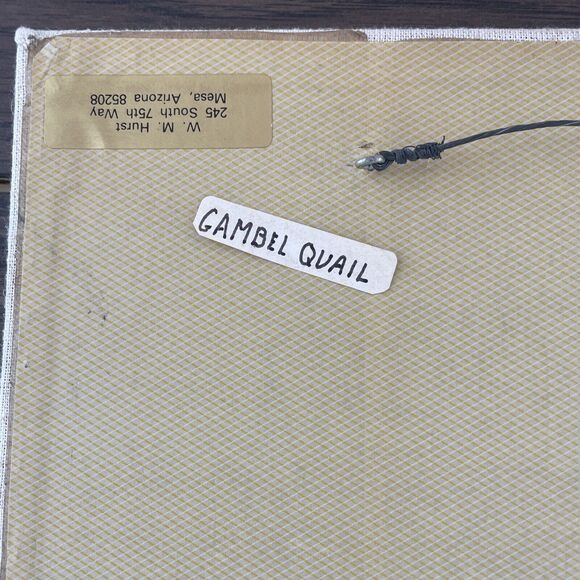 W. M. Hurst
245 South 75th Way
Mesa, Arizona 85208
GAMBEL QUAIL